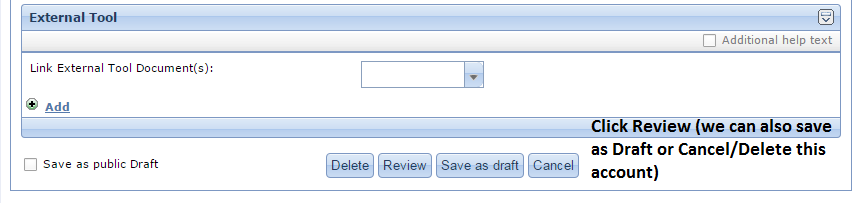 External Tool
Additional help text
Link External Tool Document(s):
Add
Click Review (we can also save
as Draft or Cancel/Delete this
account)
Save as public Draft
Delete Review Save as draft Cancel